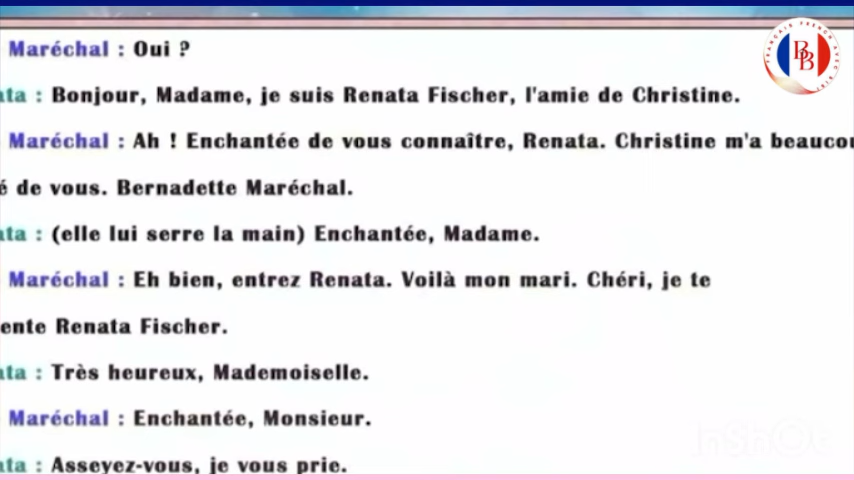 Maréchal : Oui ?
ata : Bonjour, Madame, je suis Renata Fischer, l'amie de Christine.
Maréchal : Ah ! Enchantée de vous connaître, Renata. Christine m'a beaucou
é de vous. Bernadette Maréchal.
ata : (elle lui serre la main) Enchantée, Madame.
Maréchal : Eh bien, entrez Renata. Voilà mon mari. Chéri, je te
ente Renata Fischer.
ata : Très heureux, Mademoiselle.
Maréchal : Enchantée, Monsieur.
ata : Asseyez-vous, je vous prie.
BB
InShOt